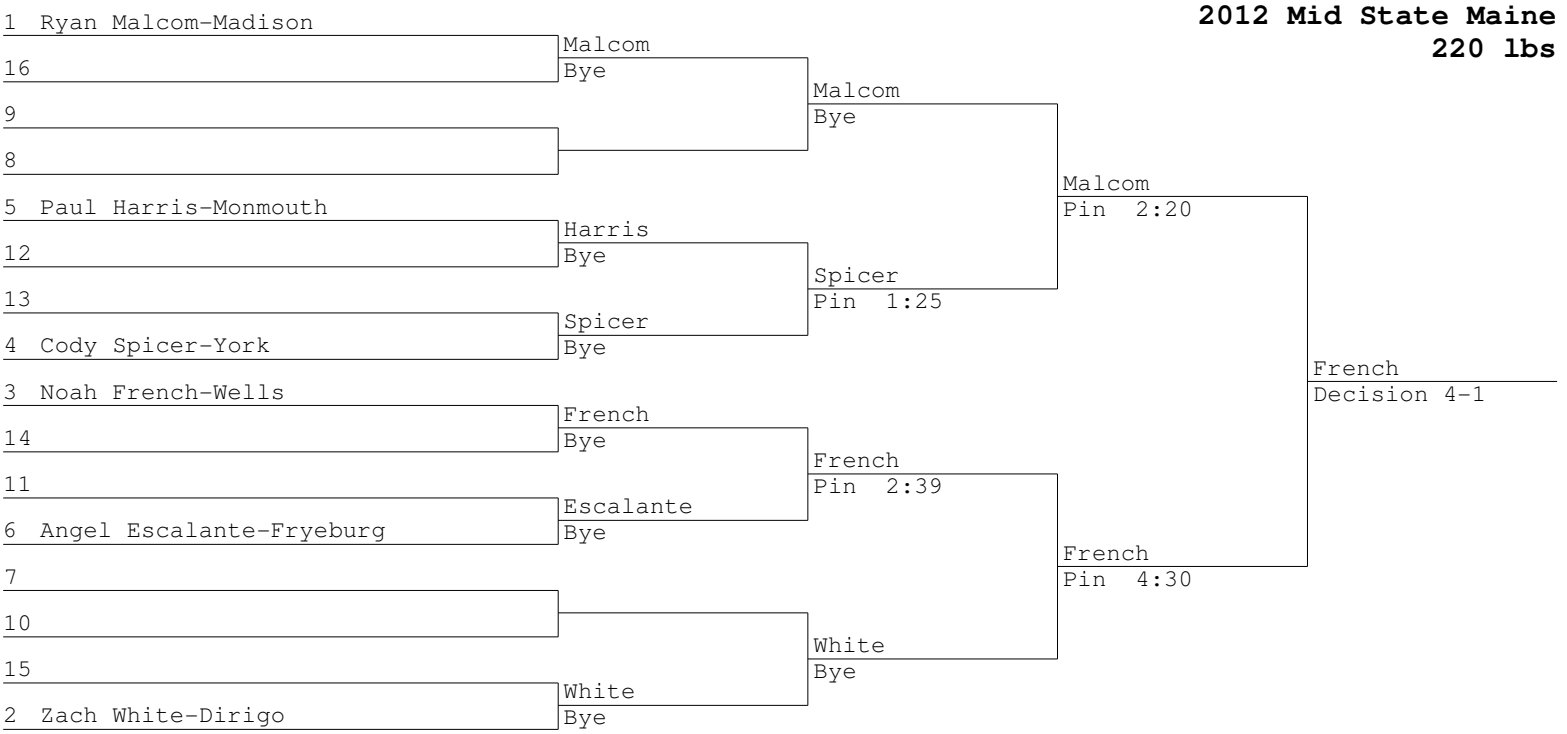 2012 Mid State Maine
220 lbs
1 Ryan Malcom-Madison
16
9
8
5 Paul Harris-Monmouth
12
13
4 Cody Spicer-York
3 Noah French-Wells
14
11
6 Angel Escalante-Fryeburg
7
10
15
2 Zach White-Dirigo
Malcom
Bye
Harris
Bye
Spicer
Bye
French
Bye
Escalante
Bye
White
Bye
Malcom
Bye
Spicer
Pin 1:25
French
Pin 2:39
White
Bye
Malcom
Pin 2:20
French
Pin 4:30
French
Decision 4-1